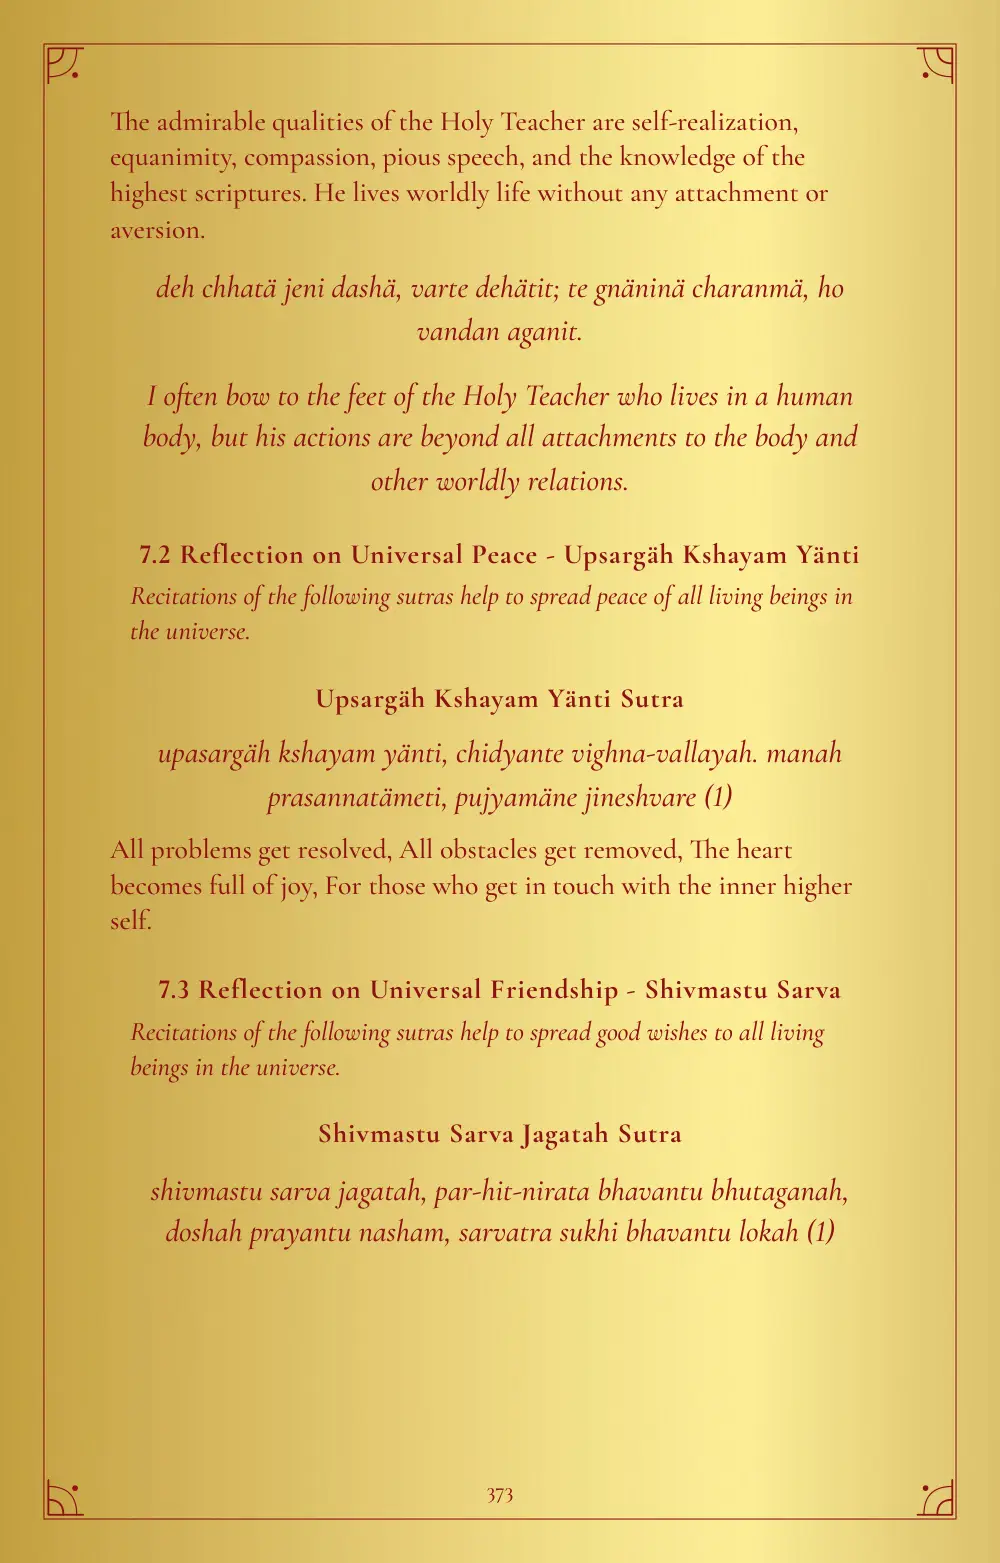 The admirable qualities of the Holy Teacher are self-realization,
equanimity, compassion, pious speech, and the knowledge of the
highest scriptures. He lives worldly life without any attachment or
aversion.
deh chhatä jeni dashä, varte dehätit; te gnäninä charanmä, ho
vandan aganit.
I often bow to the feet of the Holy Teacher who lives in a human
body, but his actions are beyond all attachments to the body and
other worldly relations.
7.2 Reflection on Universal Peace - Upsargäh Kshayam Yänti
Recitations of the following sutras help to spread peace of all living beings in
the universe.
Upsargäh Kshayam Yänti Sutra
upasargäh kshayam yänti, chidyante vighna-vallayah. manah
prasannatämeti, pujyamäne jineshvare (1)
All problems get resolved, All obstacles get removed, The heart
becomes full of joy, For those who get in touch with the inner higher
self.
7.3 Reflection on Universal Friendship - Shivmastu Sarva
Recitations of the following sutras help to spread good wishes to all living
beings in the universe.
Shivmastu Sarva Jagatah Sutra
shivmastu sarva jagatah, par-hit-nirata bhavantu bhutaganah,
doshah prayantu nasham, sarvatra sukhi bhavantu lokah (1)
373